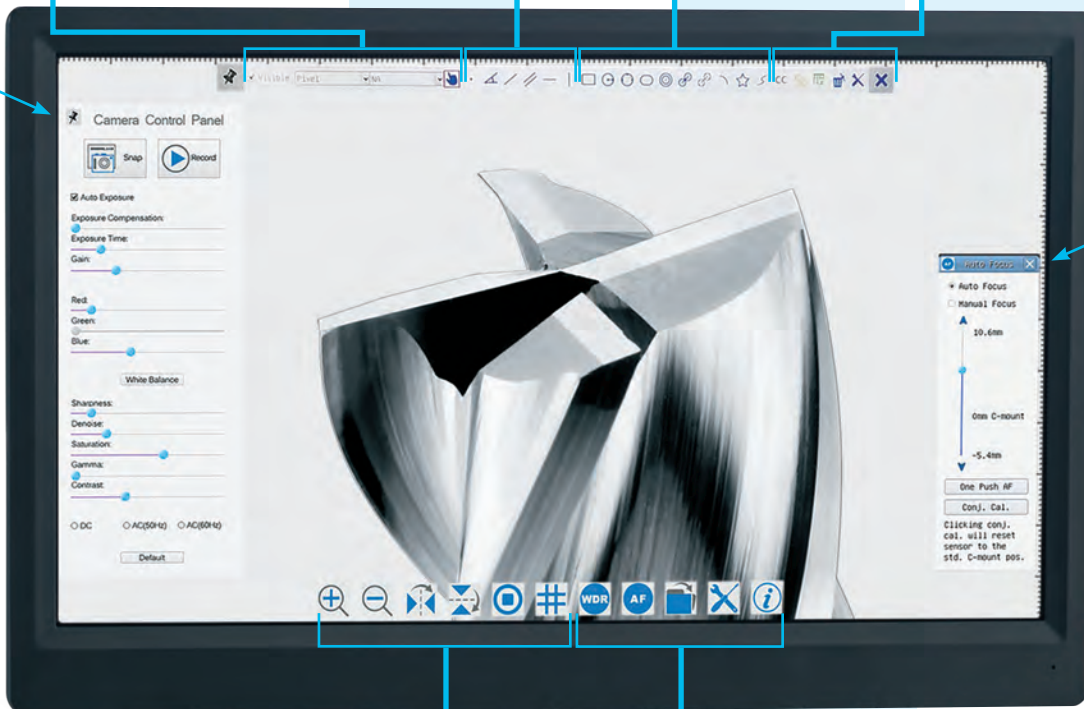 Visible Pixel NA CC
Camera Control Panel
Snap Record
Auto Exposure
Exposure Compensation:
Exposure Time:
Gain:
Red:
Green:
Blue:
White Balance
Sharpness:
Denoise:
Saturation:
Gamma:
Contrast:
DC AC(50Hz) AC(60Hz)
Default
AF Auto Focus
Auto Focus
Manual Focus
10.6mm
0mm C-mount
-5.4mm
One Push AF
Conj. Cal.
Clicking conj.
cal. will reset
sensor to the
std. C-mount pos.
WDR AF i